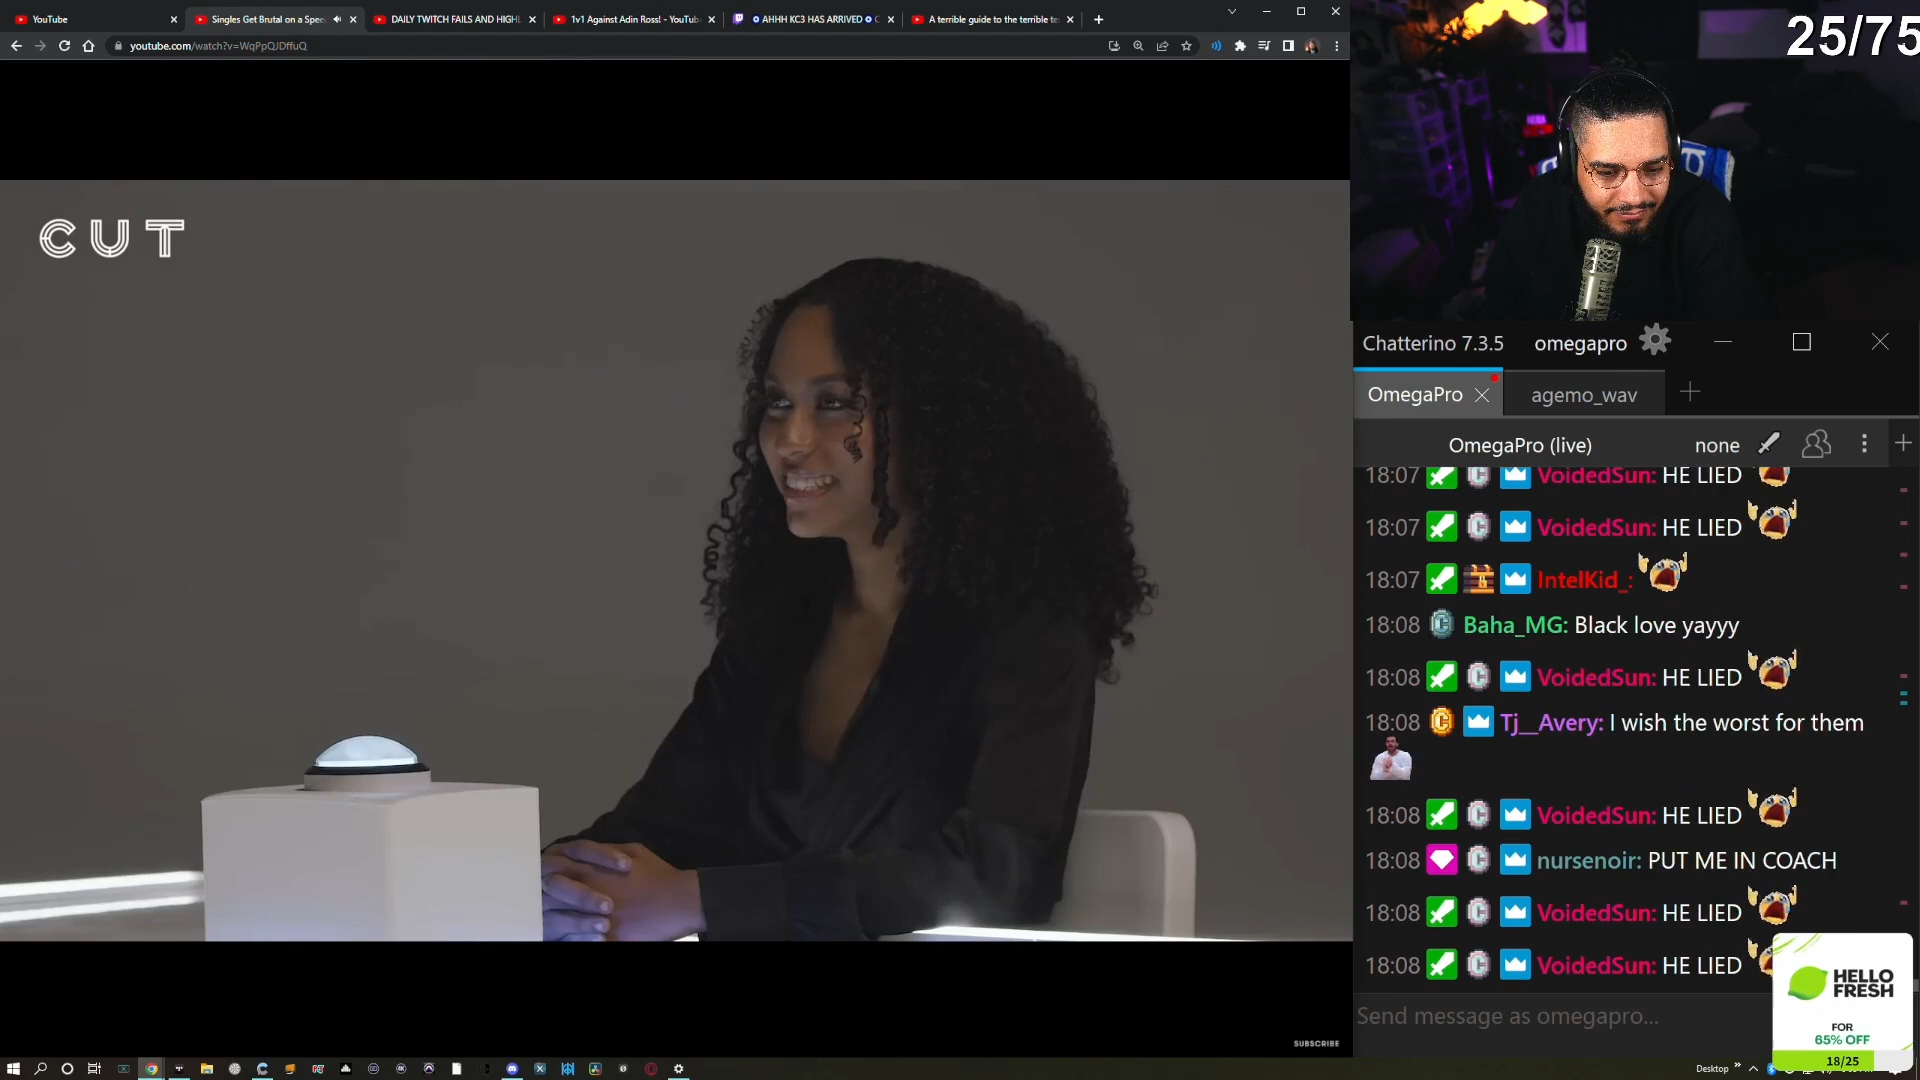 YouTube
Singles Get Brutal on a Spee
DAILY TWITCH FAILS AND HIGHL
1v1 Against Adin Ross! - YouTub
AHHH KC3 HAS ARRIVED
A terrible guide to the terrible te
youtube.com/watch?v=WqPpQJDffuQ
25/75
CUT
Chatterino 7.3.5 omegapro
OmegaPro agemo_wav
OmegaPro (live) none
18:07 VoidedSun: HE LIED
18:07 VoidedSun: HE LIED
18:07 IntelKid_:
18:08 Baha_MG: Black love yayyy
18:08 VoidedSun: HE LIED
18:08 Tj__Avery: I wish the worst for them
18:08 VoidedSun: HE LIED
18:08 nursenoir: PUT ME IN COACH
18:08 VoidedSun: HE LIED
18:08 VoidedSun: HE LIED
Send message as omegapro...
HELLO
FRESH
FOR
65% OFF
18/25
SUBSCRIBE
Desktop